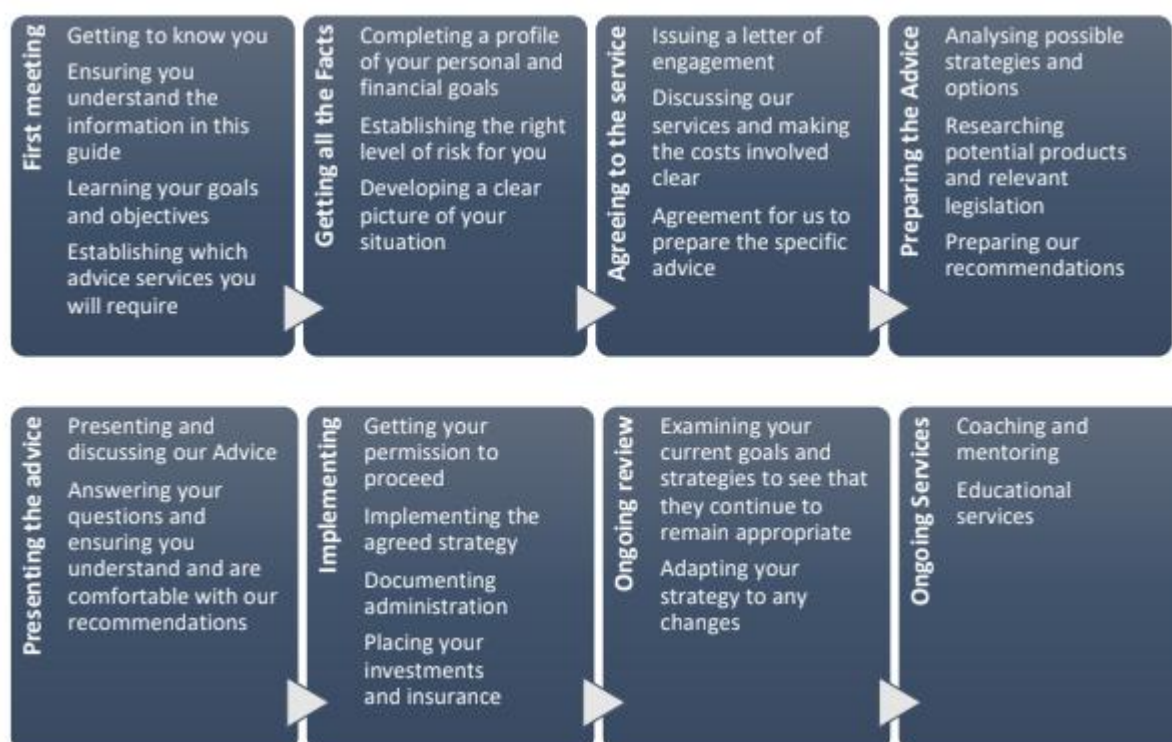 First meeting
Getting to know you
Ensuring you
understand the
information in this
guide
Learning your goals
and objectives
Establishing which
advice services you
will require
Getting all the Facts
Completing a profile
of your personal and
financial goals
Establishing the right
level of risk for you
Developing a clear
picture of your
situation
Agreeing to the service
Issuing a letter of
engagement
Discussing our
services and making
the costs involved
clear
Agreement for us to
prepare the specific
advice
Preparing the Advice
Analysing possible
strategies and
options
Researching
potential products
and relevant
legislation
Preparing our
recommendations
Presenting the advice
Presenting and
discussing our Advice
Answering your
questions and
ensuring you
understand and are
comfortable with our
recommendations
Implementing
Getting your
permission to
proceed
Implementing the
agreed strategy
Documenting
administration
Placing your
investments
and insurance
Ongoing review
Examining your
current goals and
strategies to see that
they continue to
remain appropriate
Adapting your
strategy to any
changes
Ongoing Services
Coaching and
mentoring
Educational
services